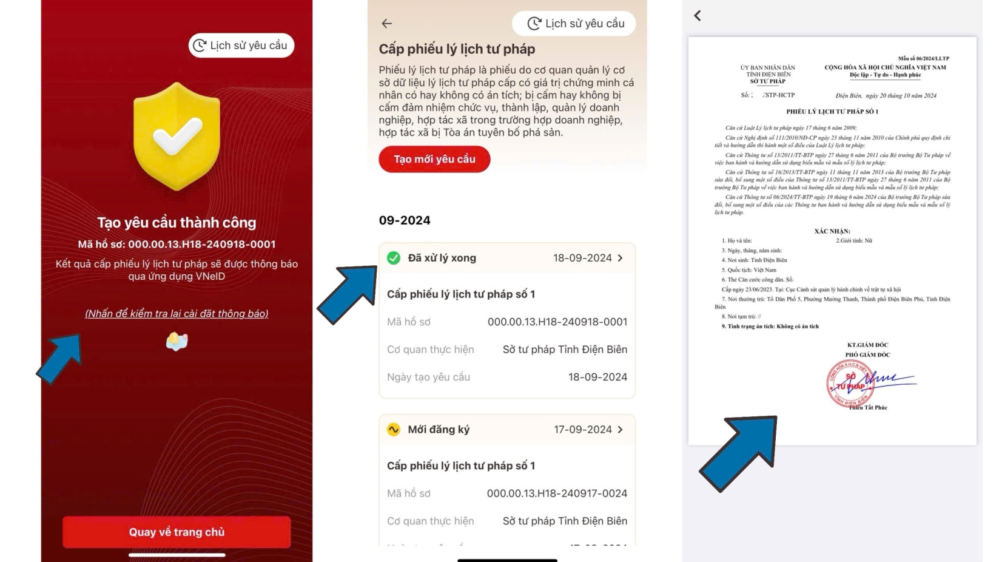 Lịch sử yêu cầu
Tạo yêu cầu thành công
Mã hồ sơ: 000.00.13.H18-240918-0001
Kết quả cấp phiếu lý lịch tư pháp sẽ được thông báo
qua ứng dụng VNeID
(Nhấn để kiểm tra lại cài đặt thông báo)
Quay về trang chủ
Lịch sử yêu cầu
Cấp phiếu lý lịch tư pháp
Phiếu lý lịch tư pháp là phiếu do cơ quan quản lý cơ
sở dữ liệu lý lịch tư pháp cấp có giá trị chứng minh cá
nhân có hay không có án tích; bị cấm hay không bị
cấm đảm nhiệm chức vụ, thành lập, quản lý doanh
nghiệp, hợp tác xã trong trường hợp doanh nghiệp,
hợp tác xã bị Tòa án tuyên bố phá sản.
Tạo mới yêu cầu
09-2024
Đã xử lý xong 18-09-2024
Cấp phiếu lý lịch tư pháp số 1
Mã hồ sơ 000.00.13.H18-240918-0001
Cơ quan thực hiện Sở tư pháp Tỉnh Điện Biên
Ngày tạo yêu cầu 18-09-2024
Mới đăng ký 17-09-2024
Cấp phiếu lý lịch tư pháp số 1
Mã hồ sơ 000.00.13.H18-240917-0024
Cơ quan thực hiện Sở tư pháp Tỉnh Điện Biên
Mẫu số 06/2024/LLTP
ỦY BAN NHÂN DÂN CỘNG HÒA XÃ HỘI CHỦ NGHĨA VIỆT NAM
TỈNH ĐIỆN BIÊN Độc lập - Tự do - Hạnh phúc
SỞ TƯ PHÁP
Số: /STP-HCTP Điện Biên, ngày 20 tháng 10 năm 2024
PHIẾU LÝ LỊCH TƯ PHÁP SỐ 1
Căn cứ Luật Lý lịch tư pháp ngày 17 tháng 6 năm 2009;
Căn cứ Nghị định số 111/2010/NĐ-CP ngày 23 tháng 11 năm 2010 của Chính phủ quy định chi
tiết và hướng dẫn thi hành một số điều của Luật Lý lịch tư pháp;
Căn cứ Thông tư số 13/2011/TT-BTP ngày 27 tháng 6 năm 2011 của Bộ trưởng Bộ Tư pháp về
việc ban hành và hướng dẫn sử dụng biểu mẫu và mẫu sổ lý lịch tư pháp;
Căn cứ Thông tư số 16/2013/TT-BTP ngày 11 tháng 11 năm 2013 của Bộ trưởng Bộ Tư pháp
sửa đổi, bổ sung một số điều của Thông tư số 13/2011/TT-BTP ngày 27 tháng 6 năm 2011 của Bộ
trưởng Bộ Tư pháp về việc ban hành và hướng dẫn sử dụng biểu mẫu và mẫu sổ lý lịch tư pháp;
Căn cứ Thông tư số 06/2024/TT-BTP ngày 19 tháng 6 năm 2024 của Bộ trưởng Bộ Tư pháp sửa
đổi, bổ sung một số điều của các Thông tư ban hành và hướng dẫn sử dụng biểu mẫu và mẫu sổ lý
lịch tư pháp.
XÁC NHẬN:
1. Họ và tên: 2.Giới tính: Nữ
3. Ngày, tháng, năm sinh:
4. Nơi sinh: Tỉnh Điện Biên
5. Quốc tịch: Việt Nam
6. Thẻ Căn cước công dân. Số.
Cấp ngày 23/06/2023. Tại: Cục Cảnh sát quản lý hành chính về trật tự xã hội
7. Nơi thường trú: Tổ Dân Phố 5, Phường Mường Thanh, Thành phố Điện Biên Phủ, Tỉnh Điện
Biên
8. Nơi tạm trú: //
9. Tình trạng án tích: Không có án tích
KT.GIÁM ĐỐC
PHÓ GIÁM ĐỐC
SỞ
TƯ PHÁP
TỈNH ĐIỆN BIÊN
Thiều Tất Phúc